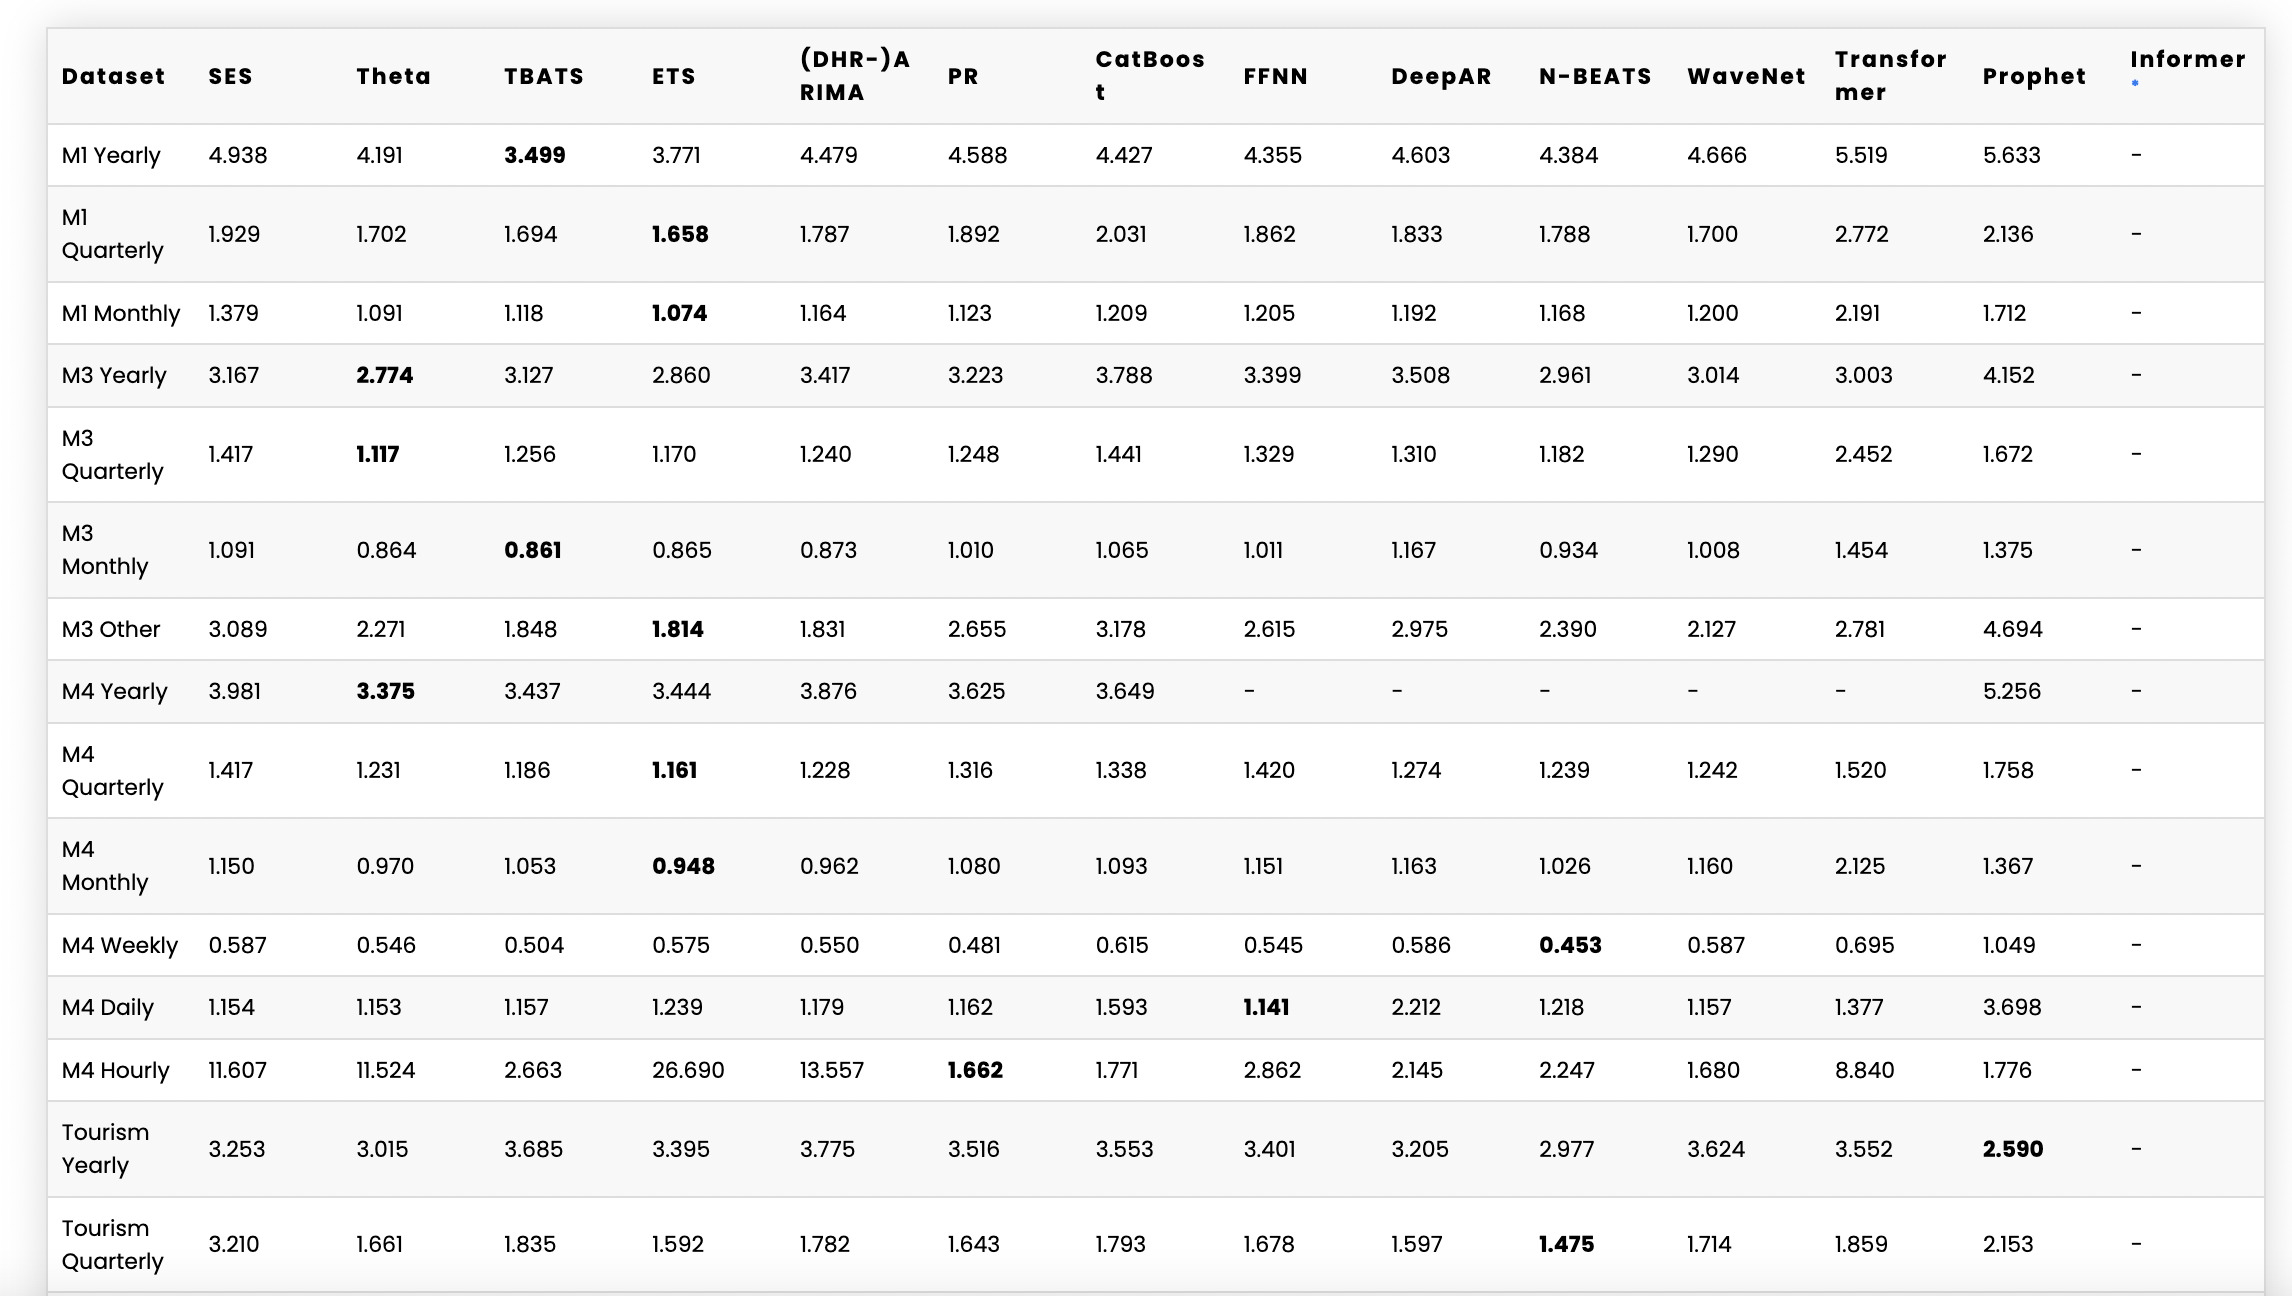 Dataset SES Theta TBATS ETS (DHR-)A RIMA PR CatBoos t FFNN DeepAR N-BEATS WaveNet Transfor mer Prophet Informer *
M1 Yearly 4.938 4.191 3.499 3.771 4.479 4.588 4.427 4.355 4.603 4.384 4.666 5.519 5.633 -
M1 Quarterly 1.929 1.702 1.694 1.658 1.787 1.892 2.031 1.862 1.833 1.788 1.700 2.772 2.136 -
M1 Monthly 1.379 1.091 1.118 1.074 1.164 1.123 1.209 1.205 1.192 1.168 1.200 2.191 1.712 -
M3 Yearly 3.167 2.774 3.127 2.860 3.417 3.223 3.788 3.399 3.508 2.961 3.014 3.003 4.152 -
M3 Quarterly 1.417 1.117 1.256 1.170 1.240 1.248 1.441 1.329 1.310 1.182 1.290 2.452 1.672 -
M3 Monthly 1.091 0.864 0.861 0.865 0.873 1.010 1.065 1.011 1.167 0.934 1.008 1.454 1.375 -
M3 Other 3.089 2.271 1.848 1.814 1.831 2.655 3.178 2.615 2.975 2.390 2.127 2.781 4.694 -
M4 Yearly 3.981 3.375 3.437 3.444 3.876 3.625 3.649 - - - - - 5.256 -
M4 Quarterly 1.417 1.231 1.186 1.161 1.228 1.316 1.338 1.420 1.274 1.239 1.242 1.520 1.758 -
M4 Monthly 1.150 0.970 1.053 0.948 0.962 1.080 1.093 1.151 1.163 1.026 1.160 2.125 1.367 -
M4 Weekly 0.587 0.546 0.504 0.575 0.550 0.481 0.615 0.545 0.586 0.453 0.587 0.695 1.049 -
M4 Daily 1.154 1.153 1.157 1.239 1.179 1.162 1.593 1.141 2.212 1.218 1.157 1.377 3.698 -
M4 Hourly 11.607 11.524 2.663 26.690 13.557 1.662 1.771 2.862 2.145 2.247 1.680 8.840 1.776 -
Tourism Yearly 3.253 3.015 3.685 3.395 3.775 3.516 3.553 3.401 3.205 2.977 3.624 3.552 2.590 -
Tourism Quarterly 3.210 1.661 1.835 1.592 1.782 1.643 1.793 1.678 1.597 1.475 1.714 1.859 2.153 -